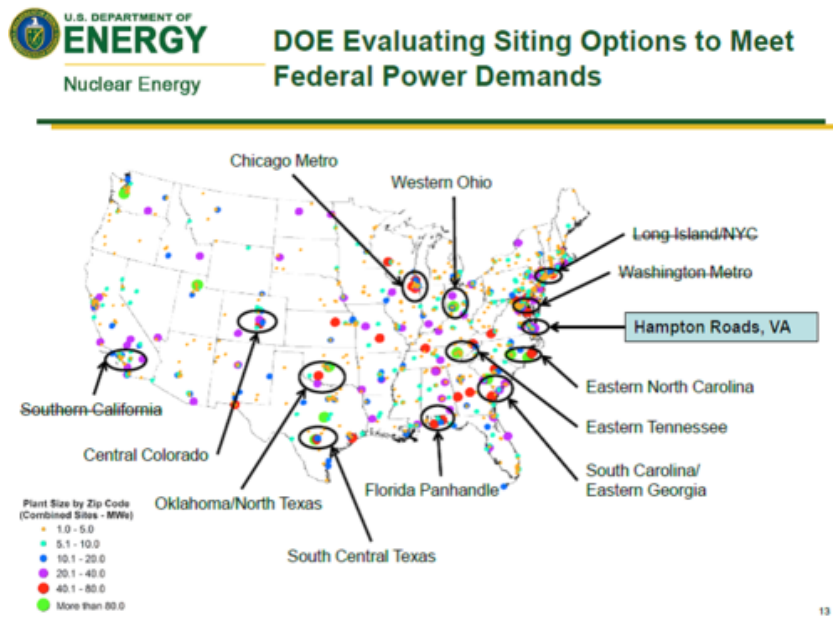 U.S. DEPARTMENT OF
ENERGY
Nuclear Energy
DOE Evaluating Siting Options to Meet
Federal Power Demands
Chicago Metro
Western Ohio
Long Island/NYC
Washington Metro
Hampton Roads, VA
Eastern North Carolina
Eastern Tennessee
South Carolina/
Eastern Georgia
Southern California
Central Colorado
Oklahoma/North Texas
Florida Panhandle
South Central Texas
Plant Size by Zip Code
(Combined Sites - MWe)
1.0 - 5.0
5.1 - 10.0
10.1 - 20.0
20.1 - 40.0
40.1 - 80.0
More than 80.0
13